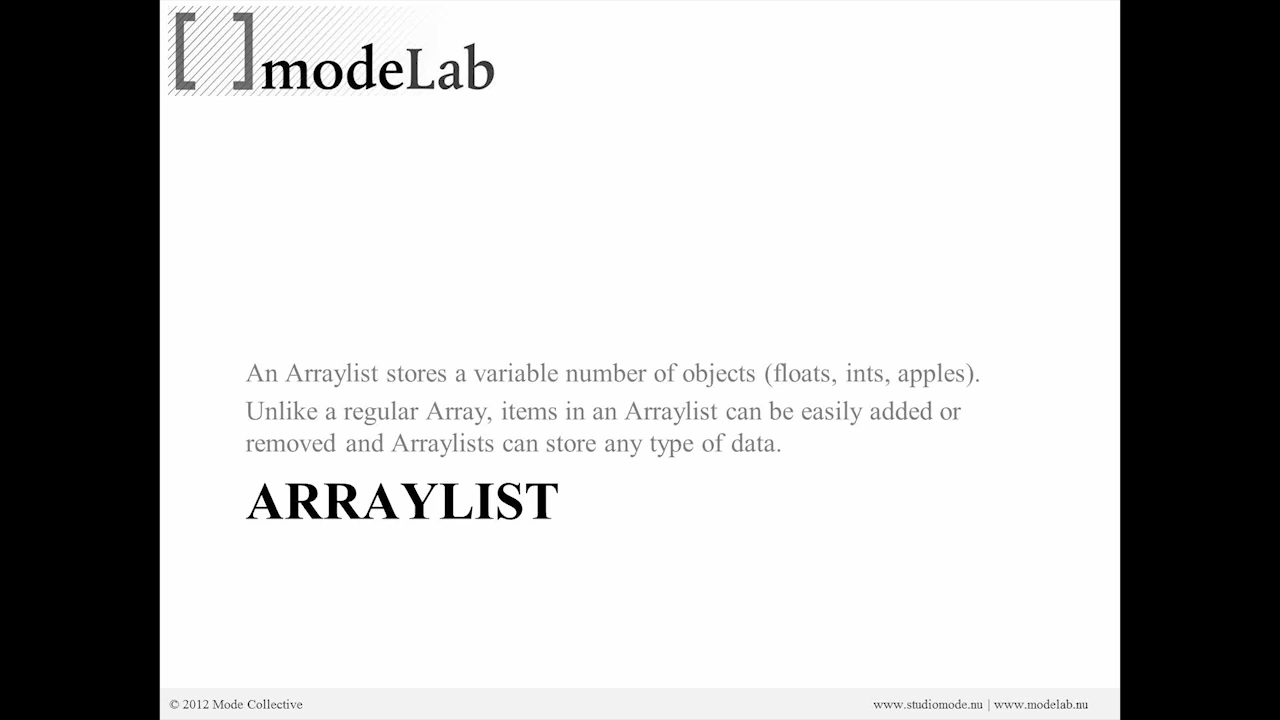 [ ] modeLab
An Arraylist stores a variable number of objects (floats, ints, apples).
Unlike a regular Array, items in an Arraylist can be easily added or
removed and Arraylists can store any type of data.
ARRAYLIST
© 2012 Mode Collective
www.studiomode.nu | www.modelab.nu